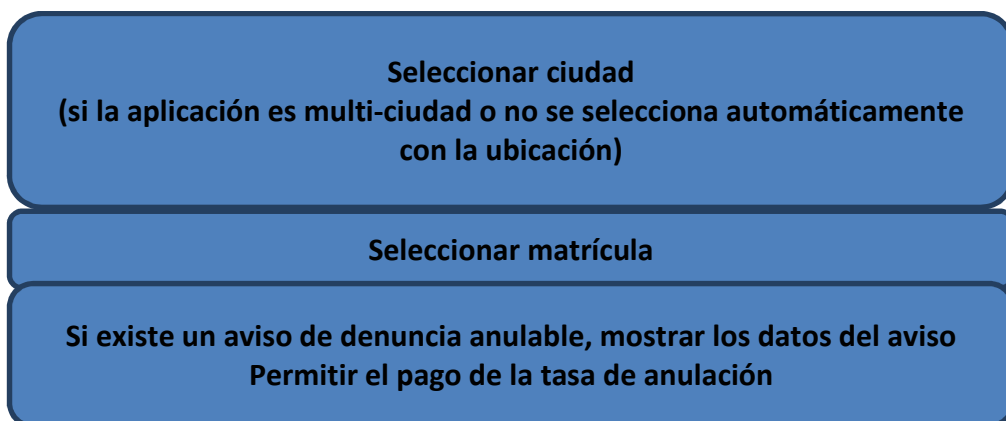 Seleccionar ciudad
(si la aplicación es multi-ciudad o no se selecciona automáticamente
con la ubicación)
Seleccionar matrícula
Si existe un aviso de denuncia anulable, mostrar los datos del aviso
Permitir el pago de la tasa de anulación